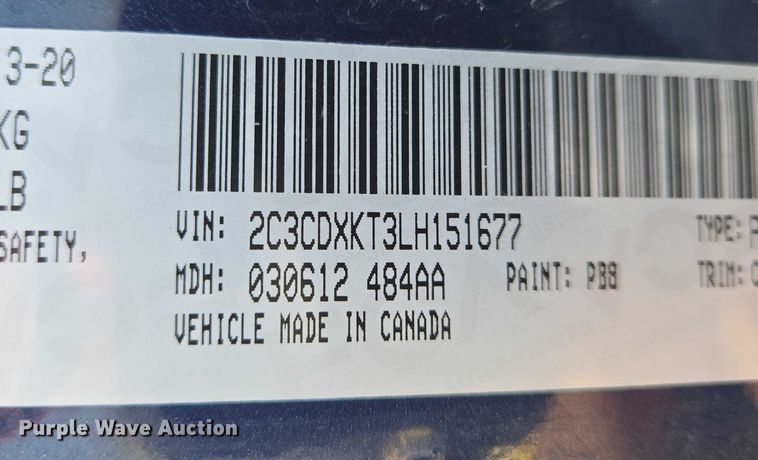 3-20
KG
LB
SAFETY,
VIN: 2C3CDXKT3LH151677
TYPE:
MDH: 030612 484AA PAINT: PB8 TRIM:
VEHICLE MADE IN CANADA
Purple Wave Auction